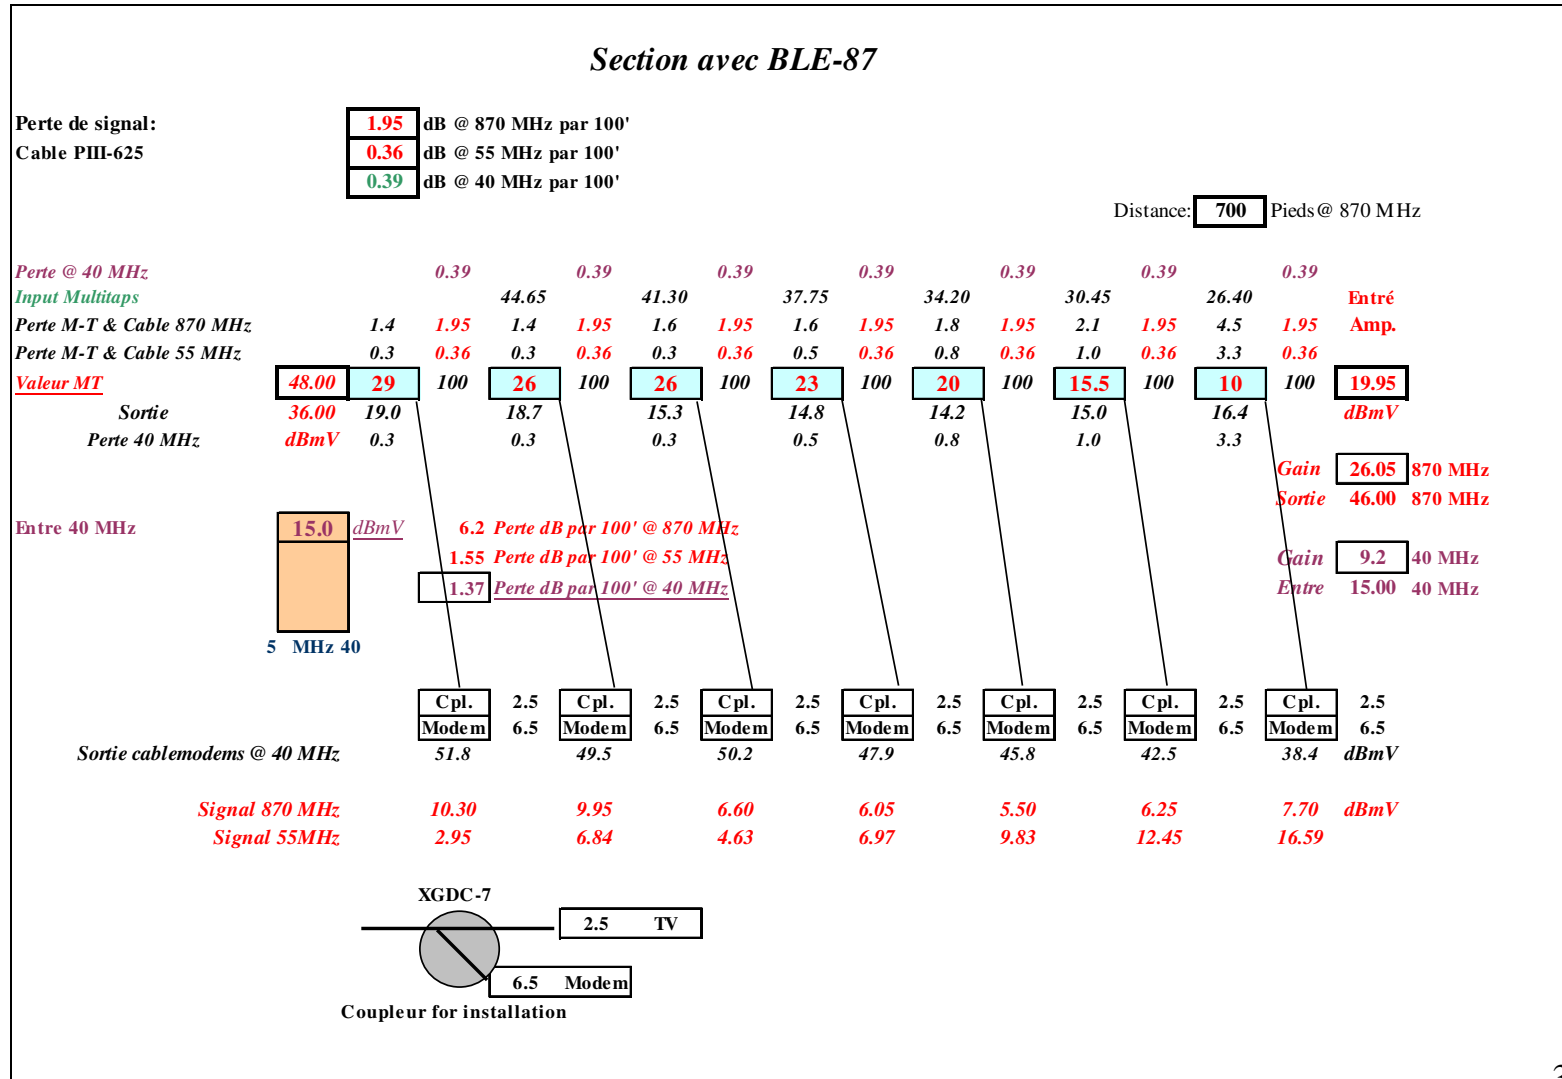 Section avec BLE-87
Perte de signal: 1.95 dB @ 870 MHz par 100'
Cable PIII-625 0.36 dB @ 55 MHz par 100'
0.39 dB @ 40 MHz par 100'
Distance: 700 Pieds@ 870 MHz
Perte @ 40 MHz 0.39 0.39 0.39 0.39 0.39 0.39 0.39
Input Multitaps 44.65 41.30 37.75 34.20 30.45 26.40 Entré
Perte M-T & Cable 870 MHz 1.4 1.95 1.4 1.95 1.6 1.95 1.6 1.95 1.8 1.95 2.1 1.95 4.5 1.95 Amp.
Perte M-T & Cable 55 MHz 0.3 0.36 0.3 0.36 0.3 0.36 0.5 0.36 0.8 0.36 1.0 0.36 3.3 0.36
Valeur MT 48.00 29 100 26 100 26 100 23 100 20 100 15.5 100 10 100 19.95
Sortie 36.00 19.0 18.7 15.3 14.8 14.2 15.0 16.4 dBmV
Perte 40 MHz dBmV 0.3 0.3 0.3 0.5 0.8 1.0 3.3
Gain 26.05 870 MHz
Sortie 46.00 870 MHz
Entre 40 MHz 15.0 dBmV 6.2 Perte dB par 100' @ 870 MHz
1.55 Perte dB par 100' @ 55 MHz Gain 9.2 40 MHz
1.37 Perte dB par 100' @ 40 MHz Entre 15.00 40 MHz
5 MHz 40
Cpl. 2.5 Cpl. 2.5 Cpl. 2.5 Cpl. 2.5 Cpl. 2.5 Cpl. 2.5 Cpl. 2.5
Modem 6.5 Modem 6.5 Modem 6.5 Modem 6.5 Modem 6.5 Modem 6.5 Modem 6.5
Sortie cablemodems @ 40 MHz 51.8 49.5 50.2 47.9 45.8 42.5 38.4 dBmV
Signal 870 MHz 10.30 9.95 6.60 6.05 5.50 6.25 7.70 dBmV
Signal 55MHz 2.95 6.84 4.63 6.97 9.83 12.45 16.59
XGDC-7
2.5 TV
6.5 Modem
Coupleur for installation